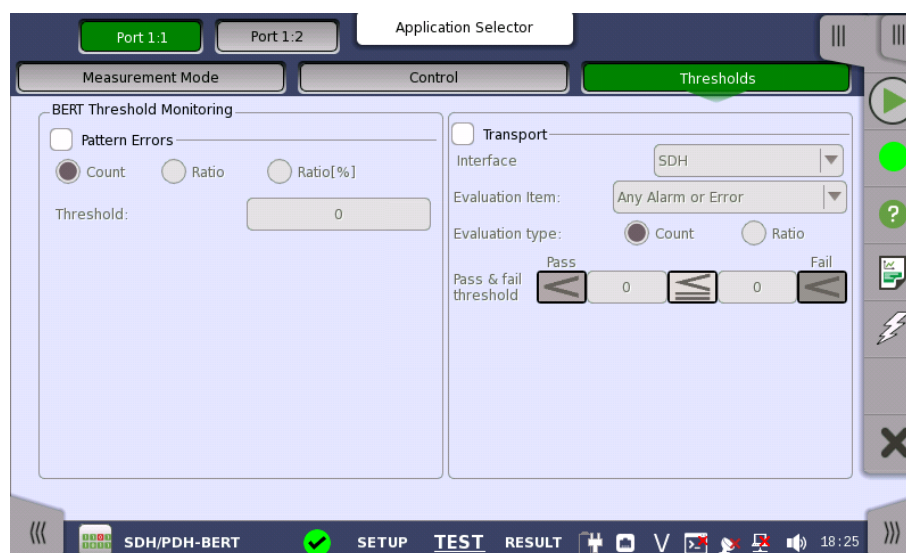 Port 1:1
Port 1:2
Application Selector
Measurement Mode
Control
Thresholds
BERT Threshold Monitoring
Pattern Errors
Count
Ratio
Ratio[%]
Threshold:
0
Transport
Interface
SDH
Evaluation Item:
Any Alarm or Error
Evaluation type:
Count
Ratio
Pass
Fail
Pass & fail
threshold
<
0
≦
0
<
SDH/PDH-BERT
SETUP
TEST
RESULT
V
18:25